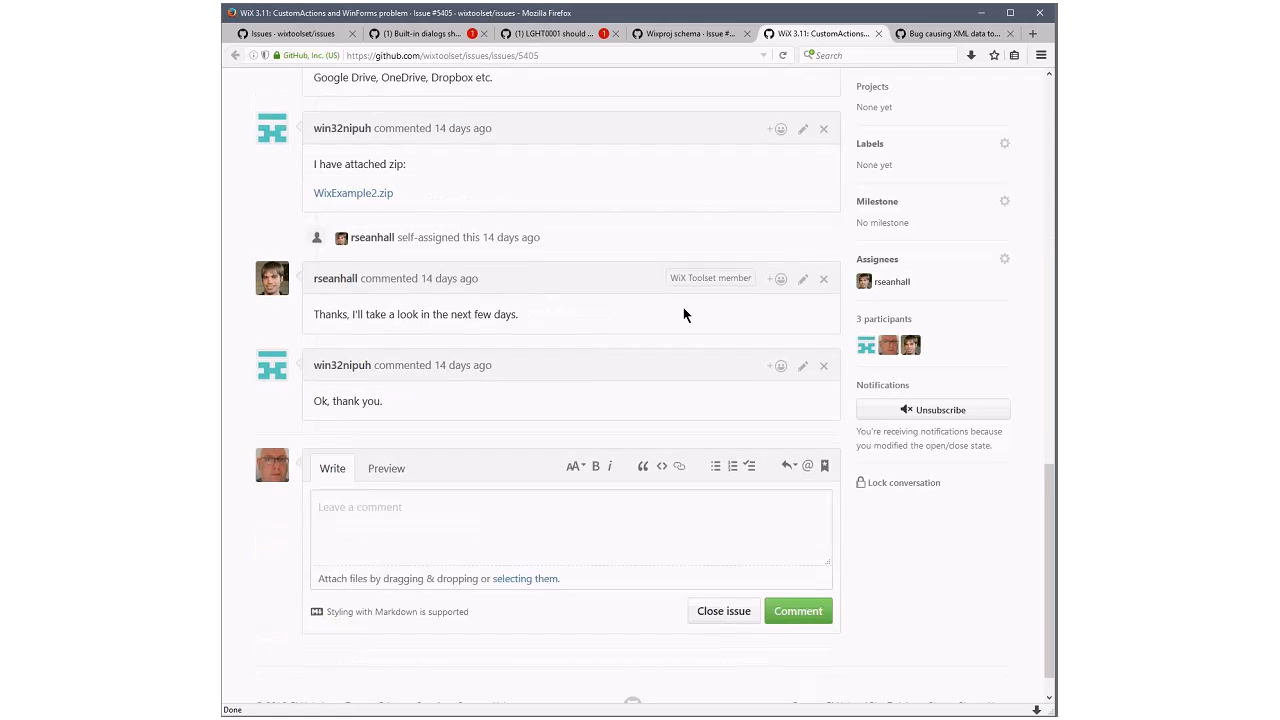 WiX 3.11: CustomActions and WinForms problem · Issue #5405 · wixtoolset/issues - Mozilla Firefox
Issues · wixtoolset/issues
(1) Built-in dialogs sh...
1
(1) LGHT0001 should ...
1
Wixproj schema · Issue #...
WiX 3.11: CustomActions...
Bug causing XML data to...
GitHub, Inc. (US)
https://github.com/wixtoolset/issues/issues/5405
Search
Google Drive, OneDrive, Dropbox etc.
Projects
None yet
win32nipuh commented 14 days ago
Labels
I have attached zip:
None yet
WixExample2.zip
Milestone
No milestone
rseanhall self-assigned this 14 days ago
Assignees
rseanhall commented 14 days ago
WiX Toolset member
rseanhall
Thanks, I'll take a look in the next few days.
3 participants
win32nipuh commented 14 days ago
Notifications
Ok, thank you.
Unsubscribe
You're receiving notifications because
you modified the open/close state.
Write
Preview
AA B i
Lock conversation
Leave a comment
Attach files by dragging & dropping or selecting them.
Styling with Markdown is supported
Close issue
Comment
Done